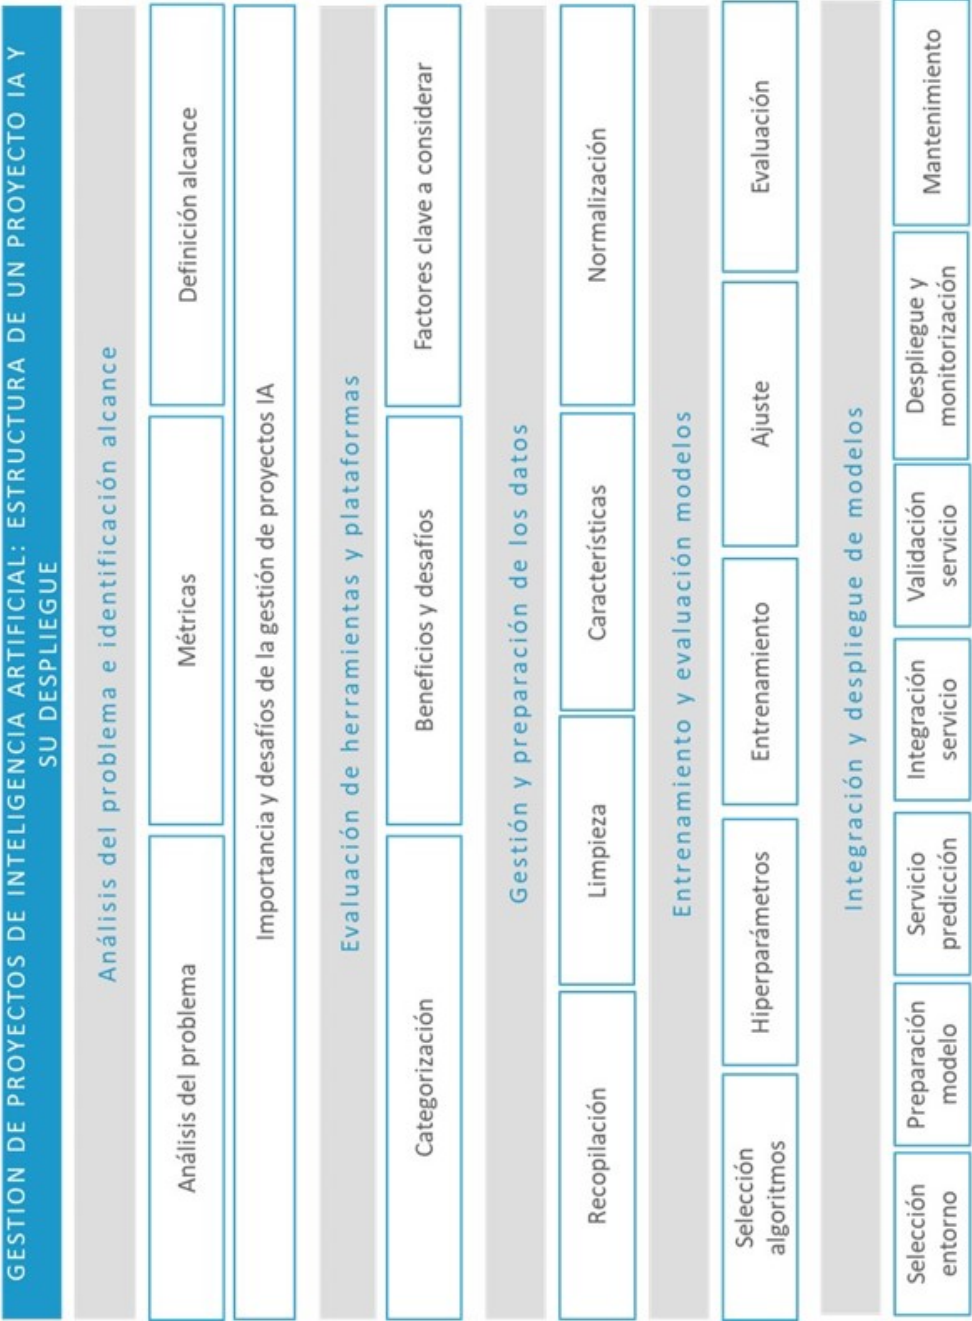 GESTION DE PROYECTOS DE INTELIGENCIA ARTIFICIAL: ESTRUCTURA DE UN PROYECTO IA Y
SU DESPLIEGUE
Análisis del problema e identificación alcance
Análisis del problema
Métricas
Definición alcance
Importancia y desafíos de la gestión de proyectos IA
Evaluación de herramientas y plataformas
Categorización
Beneficios y desafíos
Factores clave a considerar
Gestión y preparación de los datos
Recopilación
Limpieza
Características
Normalización
Entrenamiento y evaluación modelos
Selección
algoritmos
Hiperparámetros
Entrenamiento
Ajuste
Evaluación
Integración y despliegue de modelos
Selección
entorno
Preparación
modelo
Servicio
predicción
Integración
servicio
Validación
servicio
Despliegue y
monitorización
Mantenimiento